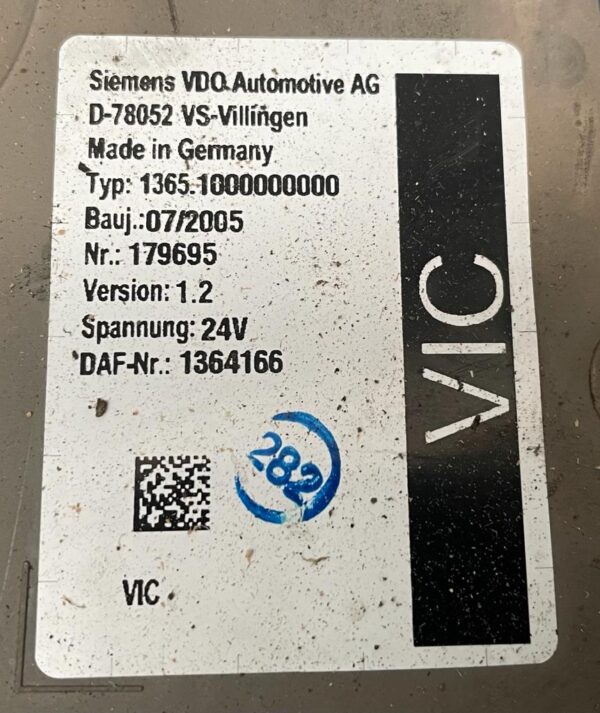 Siemens VDO Automotive AG
D-78052 VS-Villingen
Made in Germany
Typ: 1365.1000000000
Bauj.:07/2005
Nr.: 179695
Version: 1.2
Spannung: 24V
DAF-Nr.: 1364166
282
VIC
VIC